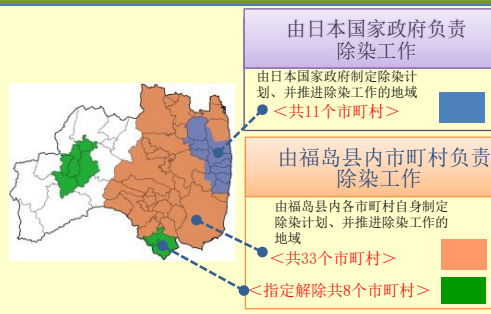 由日本国家政府负责
除染工作
由日本国家政府制定除染计
划、并推进除染工作的地域
＜共11个市町村＞
由福岛县内市町村负责
除染工作
由福岛县内各市町村自身制定
除染计划、并推进除染工作的
地域
＜共33个市町村＞
＜指定解除共8个市町村＞